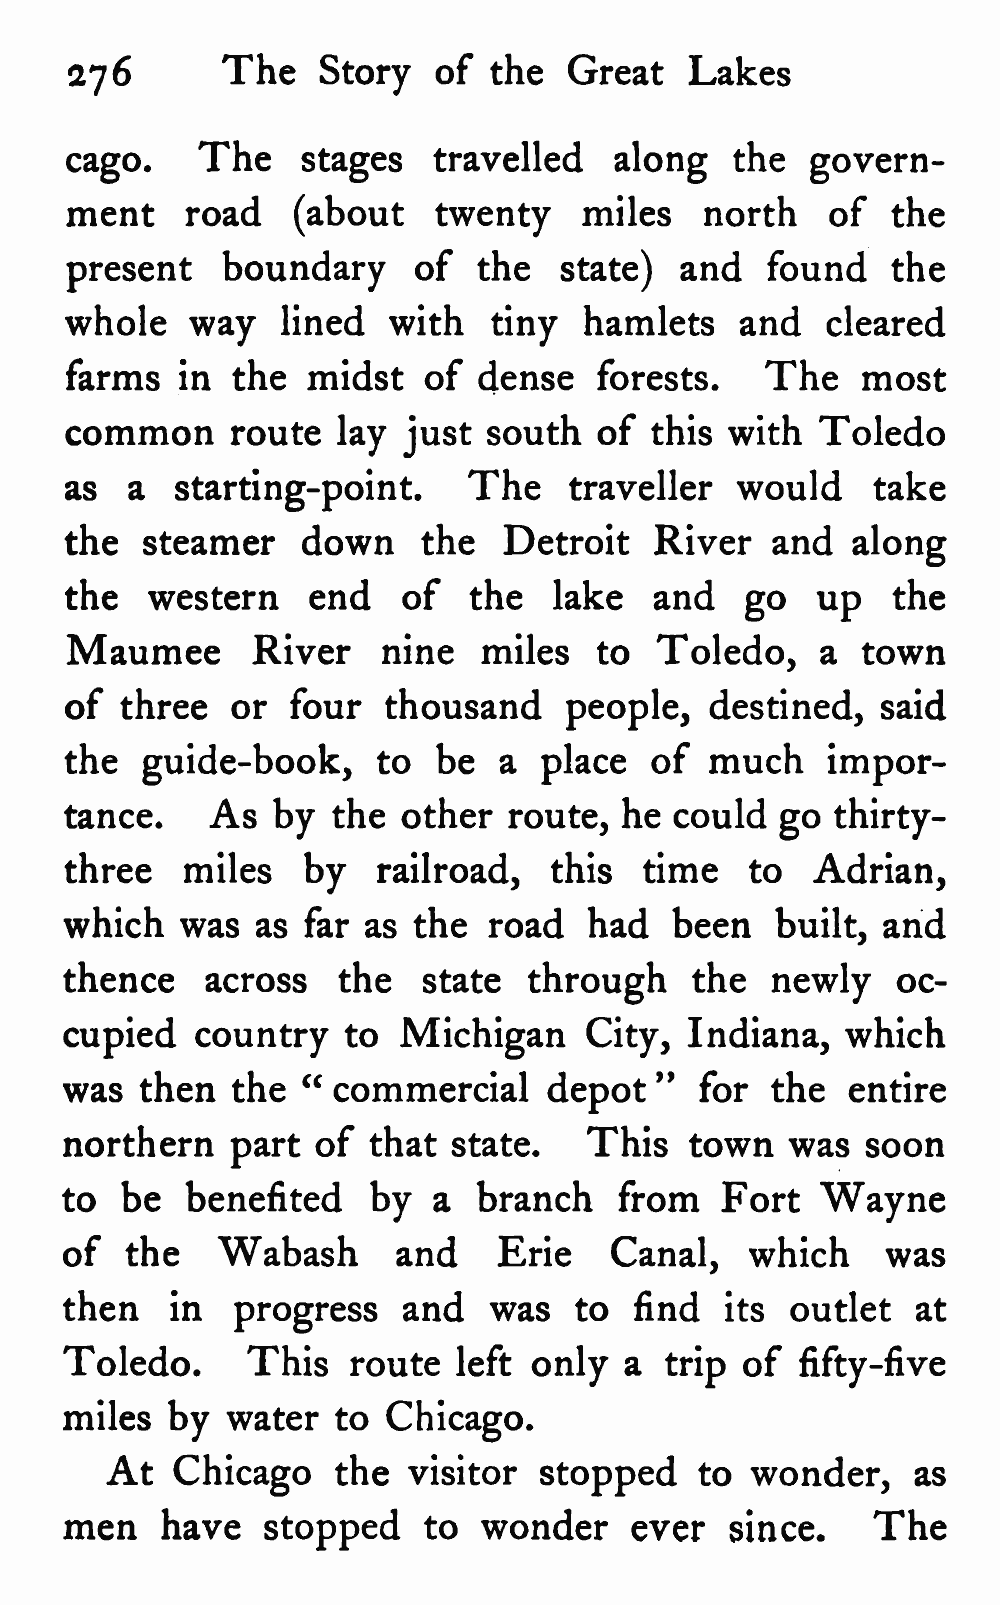 276 The Story of the Great Lakes
cago. The stages travelled along the govern-
ment road (about twenty miles north of the
present boundary of the state) and found the
whole way lined with tiny hamlets and cleared
farms in the midst of dense forests. The most
common route lay just south of this with Toledo
as a starting-point. The traveller would take
the steamer down the Detroit River and along
the western end of the lake and go up the
Maumee River nine miles to Toledo, a town
of three or four thousand people, destined, said
the guide-book, to be a place of much impor-
tance. As by the other route, he could go thirty-
three miles by railroad, this time to Adrian,
which was as far as the road had been built, and
thence across the state through the newly oc-
cupied country to Michigan City, Indiana, which
was then the “commercial depot” for the entire
northern part of that state. This town was soon
to be benefited by a branch from Fort Wayne
of the Wabash and Erie Canal, which was
then in progress and was to find its outlet at
Toledo. This route left only a trip of fifty-five
miles by water to Chicago.
At Chicago the visitor stopped to wonder, as
men have stopped to wonder ever since. The